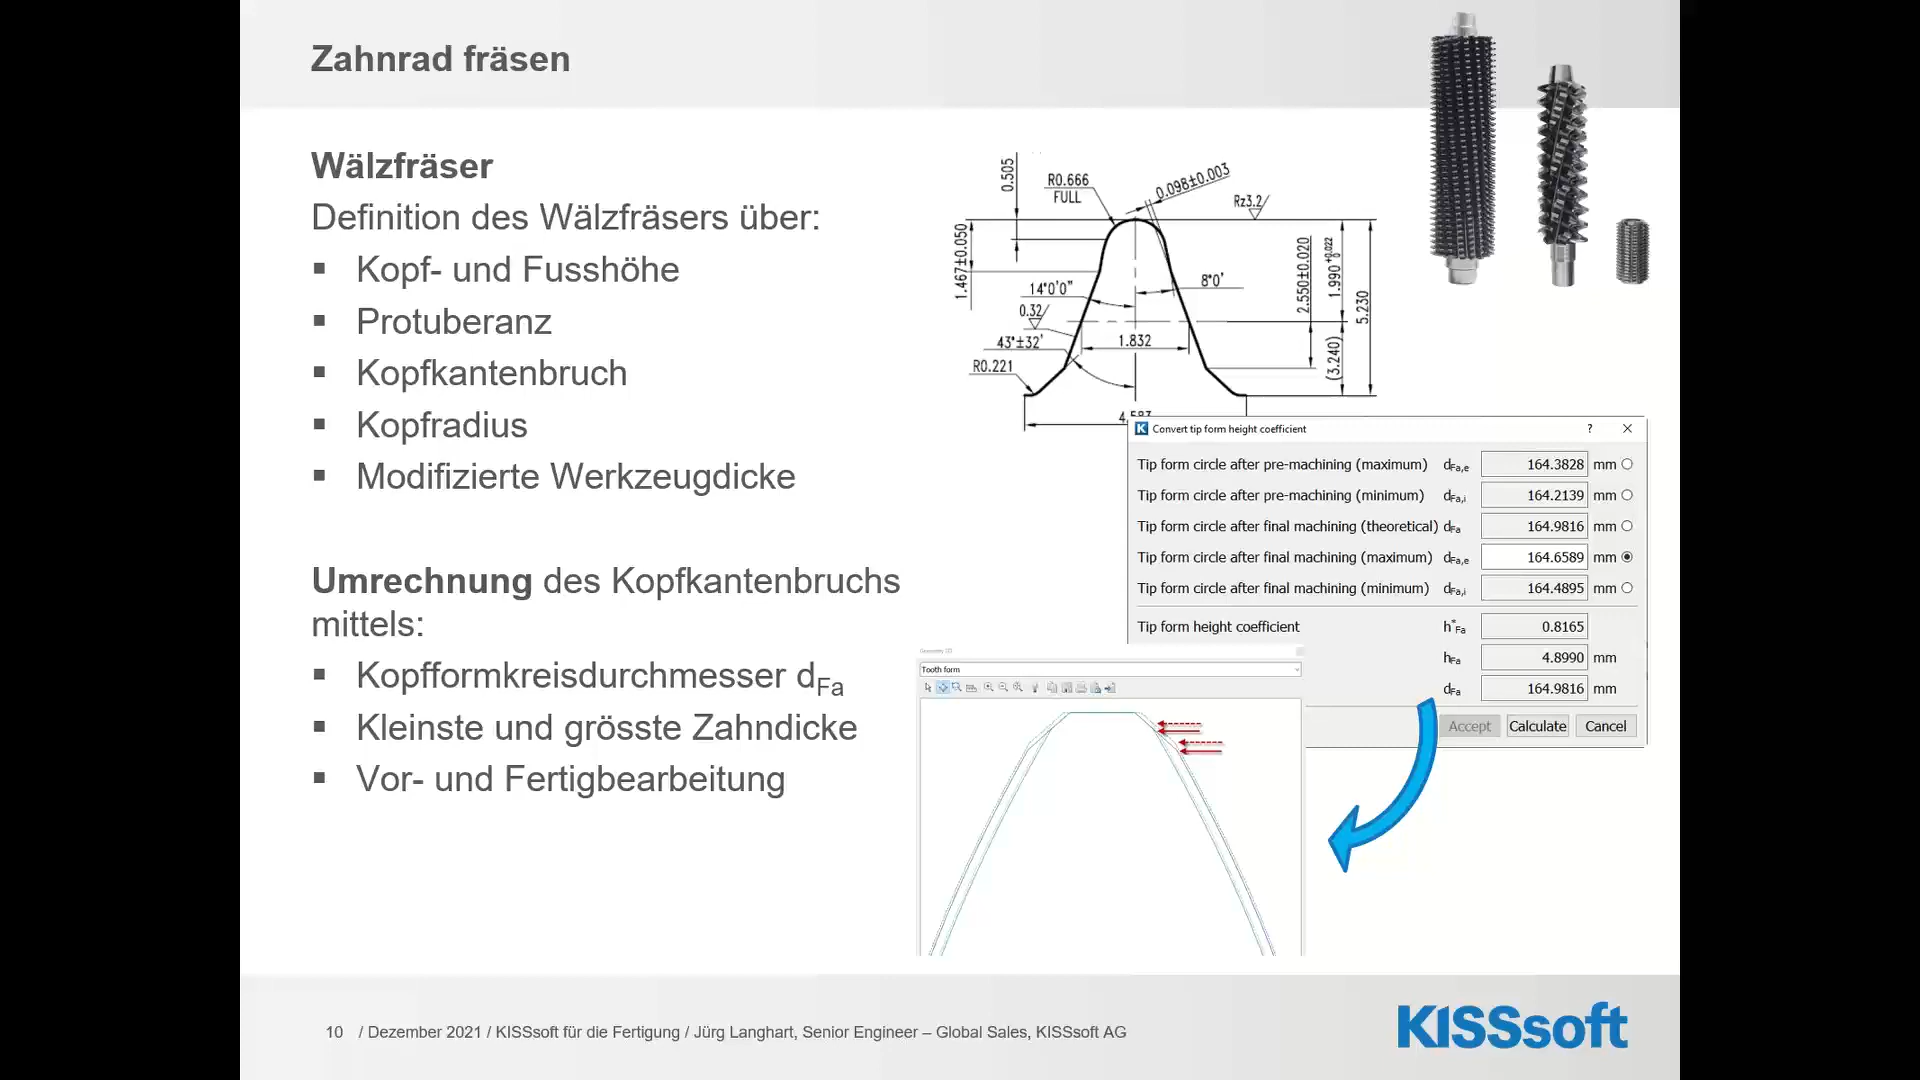 Zahnrad fräsen
Wälzfräser
Definition des Wälzfräsers über:
▪ Kopf- und Fusshöhe
▪ Protuberanz
▪ Kopfkantenbruch
▪ Kopfradius
▪ Modifizierte Werkzeugdicke
Umrechnung des Kopfkantenbruchs
mittels:
▪ Kopfformkreisdurchmesser dFa
▪ Kleinste und grösste Zahndicke
▪ Vor- und Fertigbearbeitung
0.505
R0.666
FULL
0.098±0.003
Rz3.2
1.467±0.050
14°0'0"
8°0'
2.550±0.020
1.990 +0.022 0
5.230
0.32
43°±32'
1.832
(3.240)
R0.221
4.583
Convert tip form height coefficient ? ×
Tip form circle after pre-machining (maximum) dFa,e 164.3828 mm
Tip form circle after pre-machining (minimum) dFa,i 164.2139 mm
Tip form circle after final machining (theoretical) dFa 164.9816 mm
Tip form circle after final machining (maximum) dFa,e 164.6589 mm
Tip form circle after final machining (minimum) dFa,i 164.4895 mm
Tip form height coefficient h*Fa 0.8165
hFa 4.8990 mm
dFa 164.9816 mm
Accept Calculate Cancel
Geometry 2D
Tooth form
10 / Dezember 2021 / KISSsoft für die Fertigung / Jürg Langhart, Senior Engineer – Global Sales, KISSsoft AG
KISSsoft